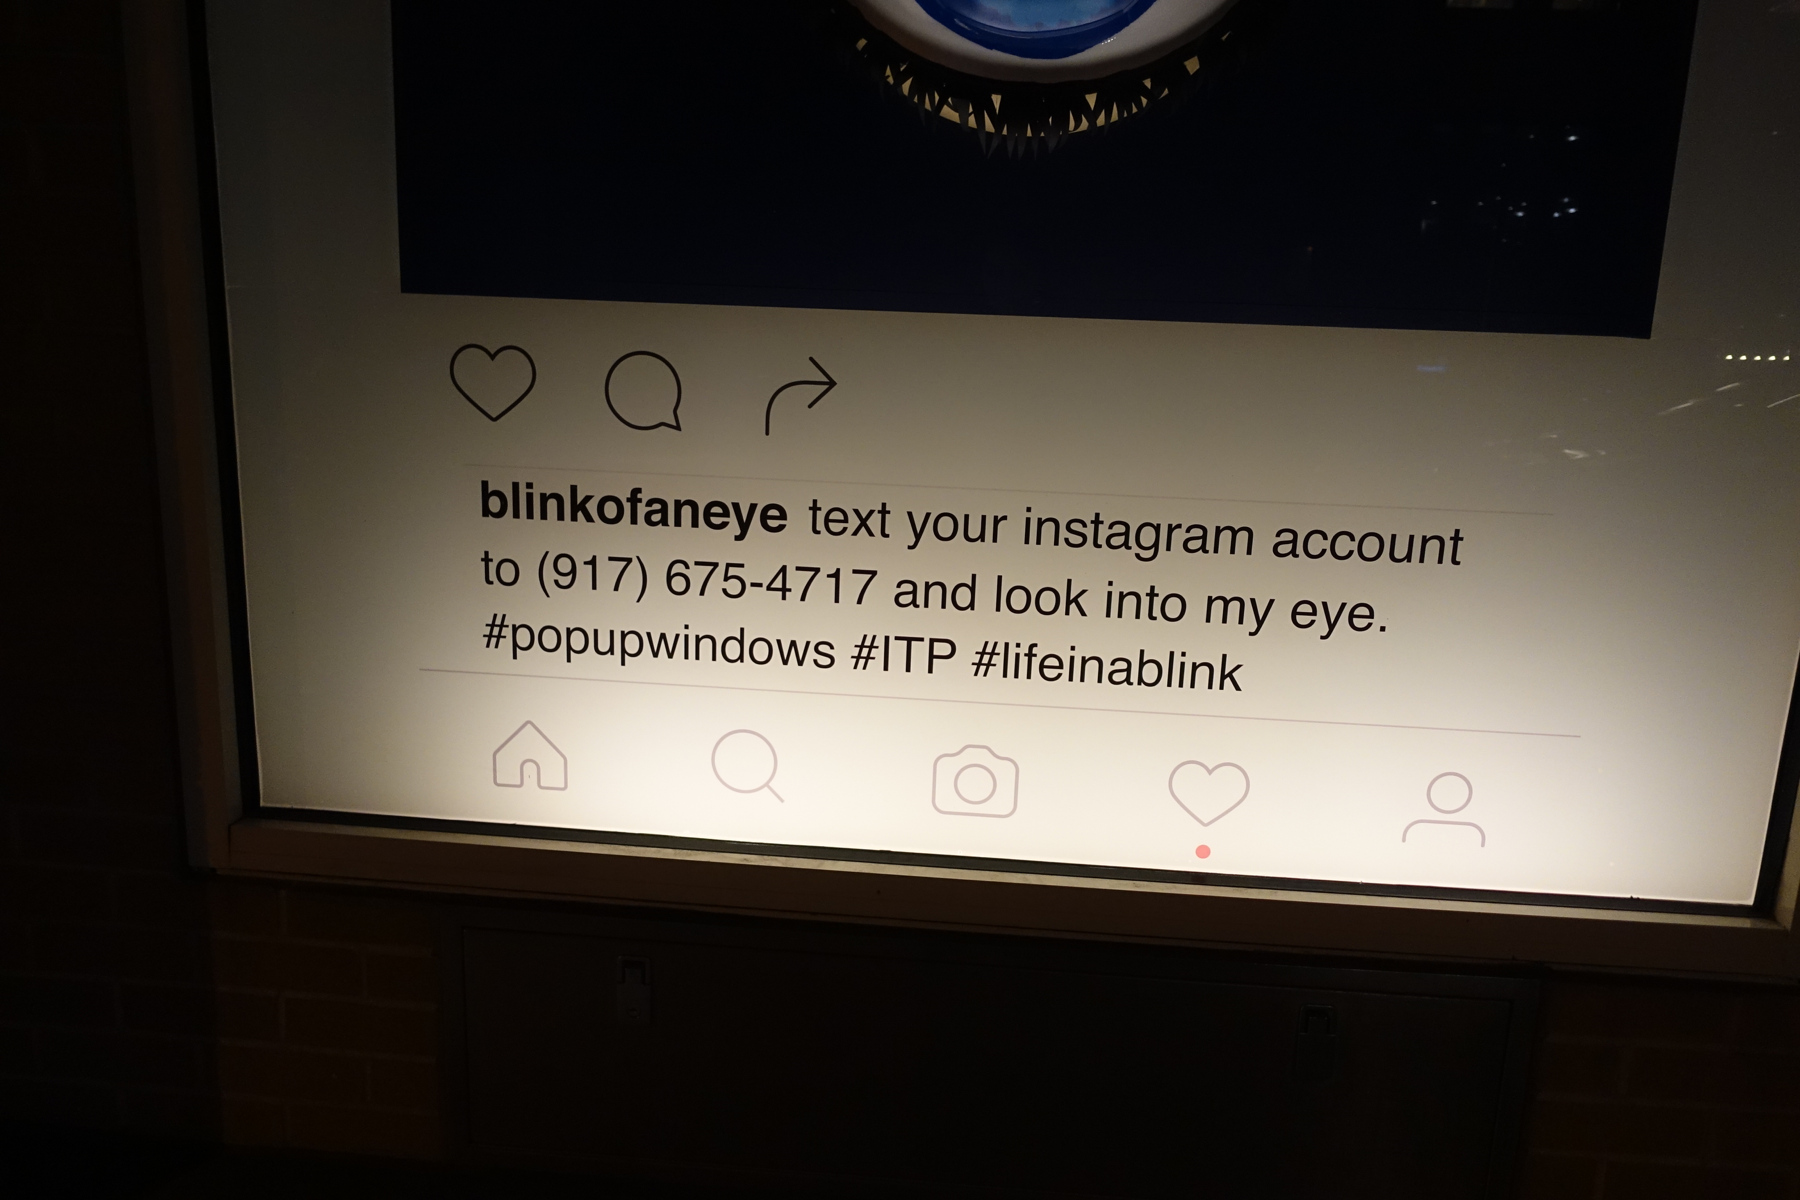 blinkofaneye text your instagram account
to (917) 675-4717 and look into my eye.
#popupwindows #ITP #lifeinablink